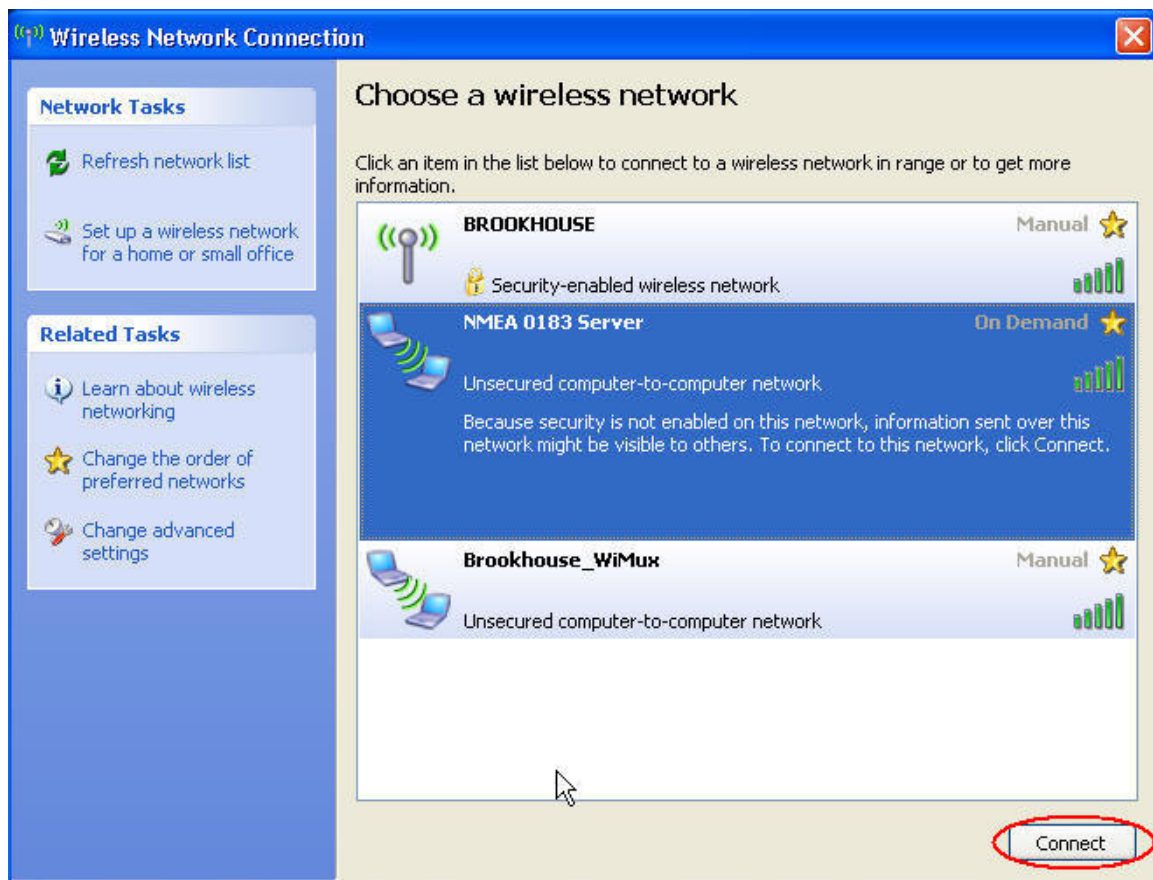 Wireless Network Connection
Network Tasks
Refresh network list
Set up a wireless network
for a home or small office
Related Tasks
Learn about wireless
networking
Change the order of
preferred networks
Change advanced
settings
Choose a wireless network
Click an item in the list below to connect to a wireless network in range or to get more
information.
BROOKHOUSE
Manual
Security-enabled wireless network
NMEA 0183 Server
On Demand
Unsecured computer-to-computer network
Because security is not enabled on this network, information sent over this
network might be visible to others. To connect to this network, click Connect.
Brookhouse_WiMux
Manual
Unsecured computer-to-computer network
Connect